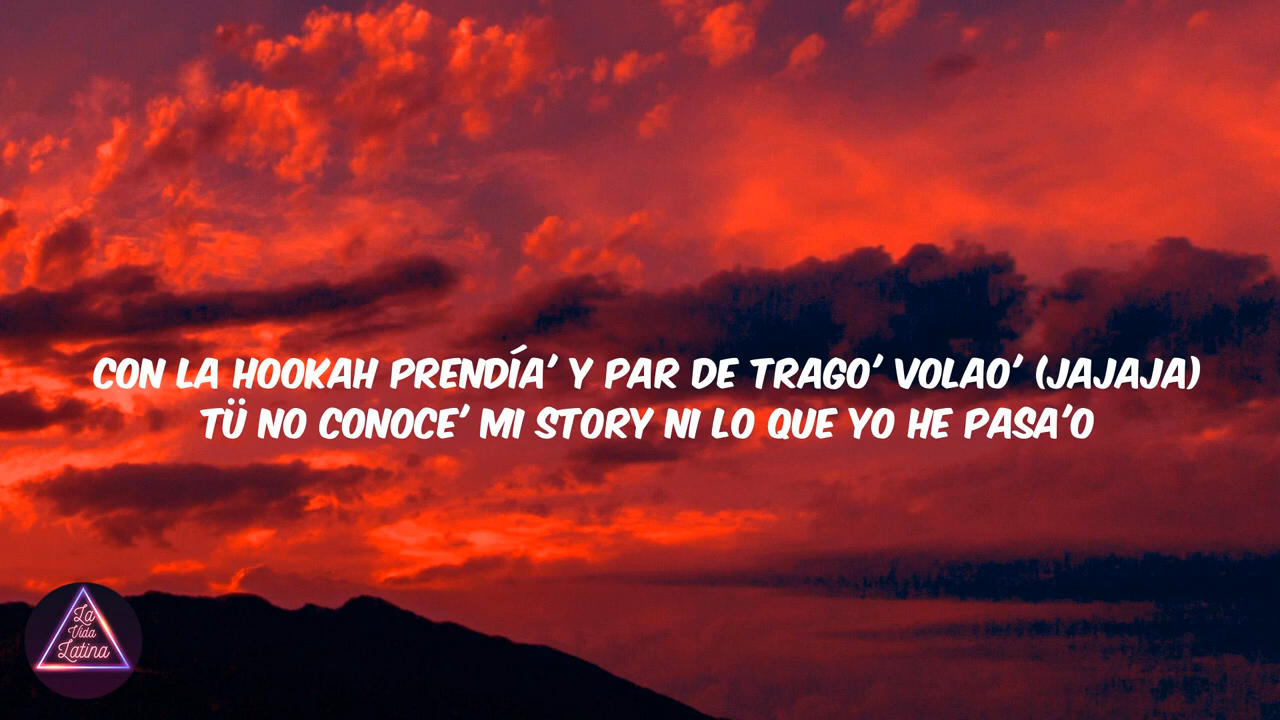 CON LA HOOKAH PRENDÍA' Y PAR DE TRAGO' VOLAO' (JAJAJA)
TÜ NO CONOCE' MI STORY NI LO QUE YO HE PASA'O
La
Vida
Latina